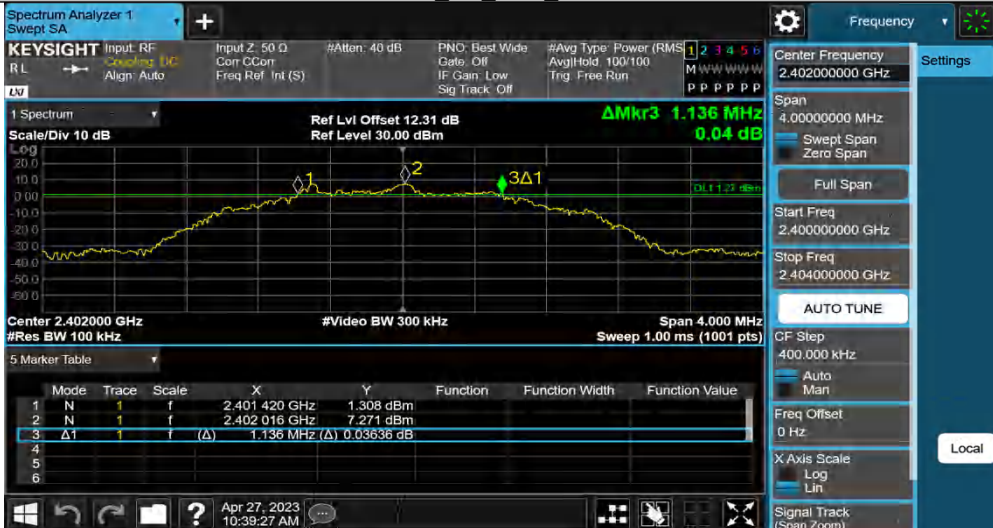 Spectrum Analyzer 1
Swept SA
+
Frequency
KEYSIGHT
RL
LXI
Input: RF
Coupling: DC
Align: Auto
Input Z: 50 Ω
Corr CCorr
Freq Ref: Int (S)
#Atten: 40 dB
PNO: Best Wide
Gate: Off
IF Gain: Low
Sig Track: Off
#Avg Type: Power (RMS
Avg|Hold: 100/100
Trig: Free Run
1 2 3 4 5 6
M W W W W W
P P P P P P
1 Spectrum
Scale/Div 10 dB
Log
Ref Lvl Offset 12.31 dB
Ref Level 30.00 dBm
ΔMkr3 1.136 MHz
0.04 dB
20.0
10.0
0.00
-10.0
-20.0
-30.0
-40.0
-50.0
-60.0
1
2
3Δ1
DL1 1.27 dBm
Center 2.402000 GHz
#Res BW 100 kHz
#Video BW 300 kHz
Span 4.000 MHz
Sweep 1.00 ms (1001 pts)
5 Marker Table
Mode Trace Scale X Y Function Function Width Function Value
1 N 1 f 2.401 420 GHz 1.308 dBm
2 N 1 f 2.402 016 GHz 7.271 dBm
3 Δ1 1 f (Δ) 1.136 MHz (Δ) 0.03636 dB
4
5
6
?
Apr 27, 2023
10:39:27 AM
Center Frequency
2.402000000 GHz
Span
4.00000000 MHz
Swept Span
Zero Span
Full Span
Start Freq
2.400000000 GHz
Stop Freq
2.404000000 GHz
AUTO TUNE
CF Step
400.000 kHz
Auto
Man
Freq Offset
0 Hz
X Axis Scale
Log
Lin
Signal Track
(Span Zoom)
Settings
Local